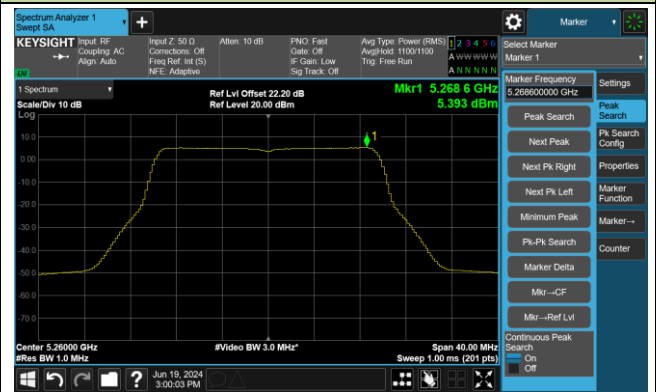 Spectrum Analyzer 1
Swept SA
Marker
KEYSIGHT
Input: RF
Coupling: AC
Align: Auto
Input Z: 50 Ω
Corrections: Off
Freq Ref: Int (S)
NFE: Adaptive
Atten: 10 dB
PNO: Fast
Gate: Off
IF Gain: Low
Sig Track: Off
Avg Type: Power (RMS)
Avg|Hold: 1100/1100
Trig: Free Run
1 2 3 4 5 6
A W W W W W
A N N N N N
LXI
Select Marker
Marker 1
1 Spectrum
Scale/Div 10 dB
Log
Ref Lvl Offset 22.20 dB
Ref Level 20.00 dBm
Mkr1 5.268 6 GHz
5.393 dBm
10.0
0.00
-10.0
-20.0
-30.0
-40.0
-50.0
-60.0
-70.0
1
Center 5.26000 GHz
#Res BW 1.0 MHz
#Video BW 3.0 MHz*
Span 40.00 MHz
Sweep 1.00 ms (201 pts)
Marker Frequency
5.268600000 GHz
Peak Search
Next Peak
Next Pk Right
Next Pk Left
Minimum Peak
Pk-Pk Search
Marker Delta
Mkr→CF
Mkr→Ref Lvl
Continuous Peak
Search
On
Off
Settings
Peak
Search
Pk Search
Config
Properties
Marker
Function
Marker→
Counter
Jun 19, 2024
3:00:03 PM